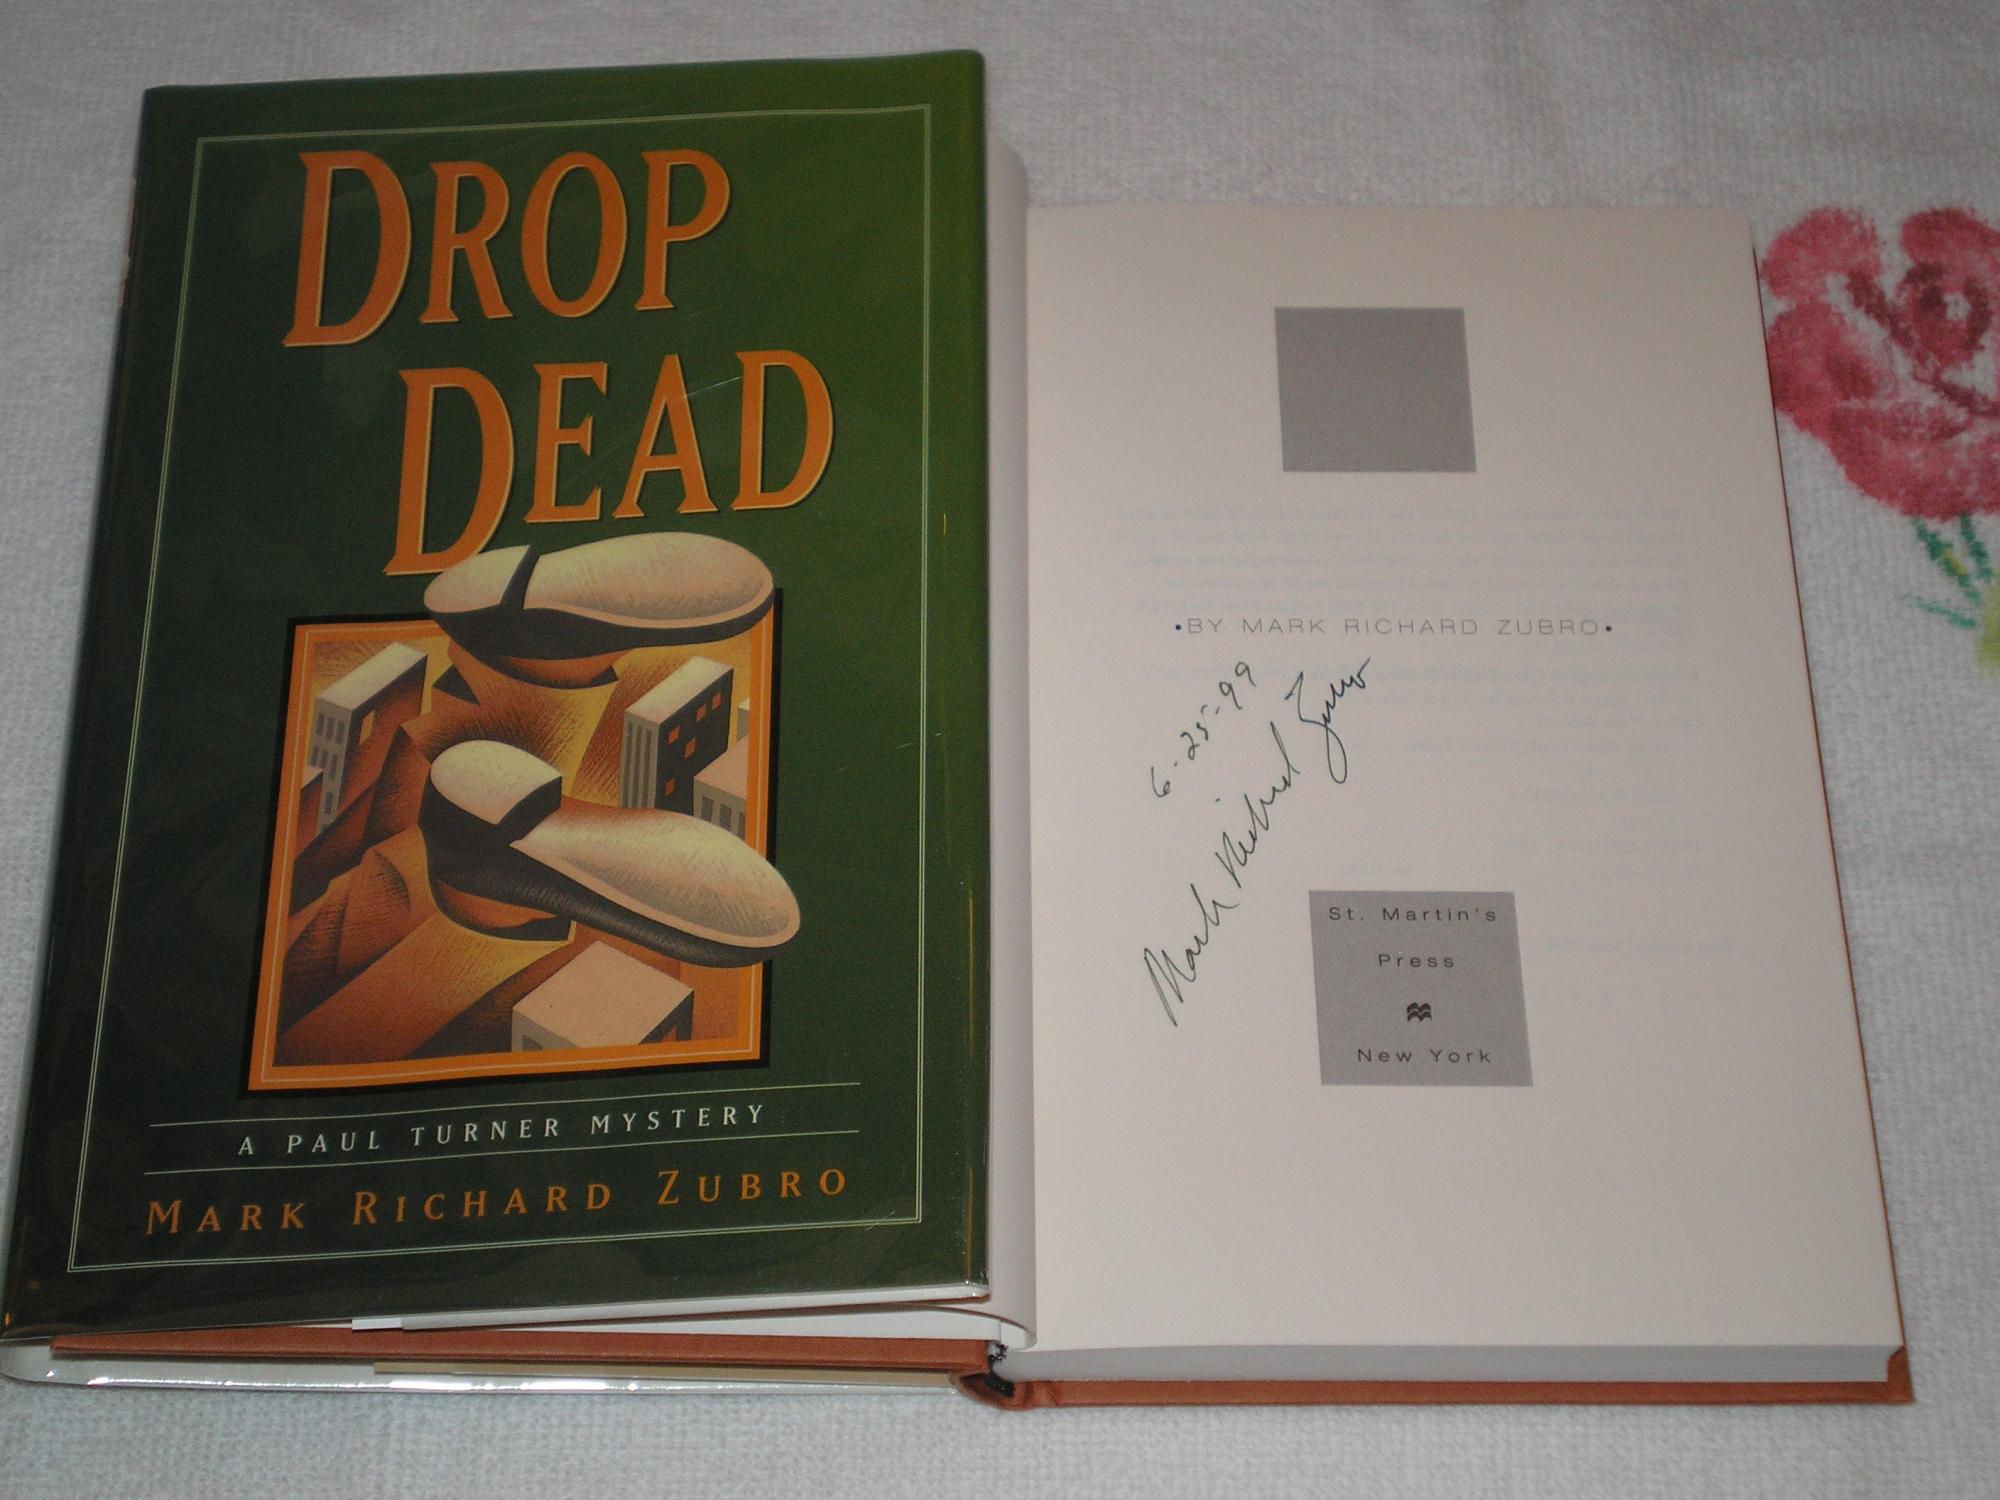 DROP
DEAD
A PAUL TURNER MYSTERY
MARK RICHARD ZUBRO
•BY MARK RICHARD ZUBRO•
6-25-99
Mark Richard Zubro
St. Martin's
Press
New York